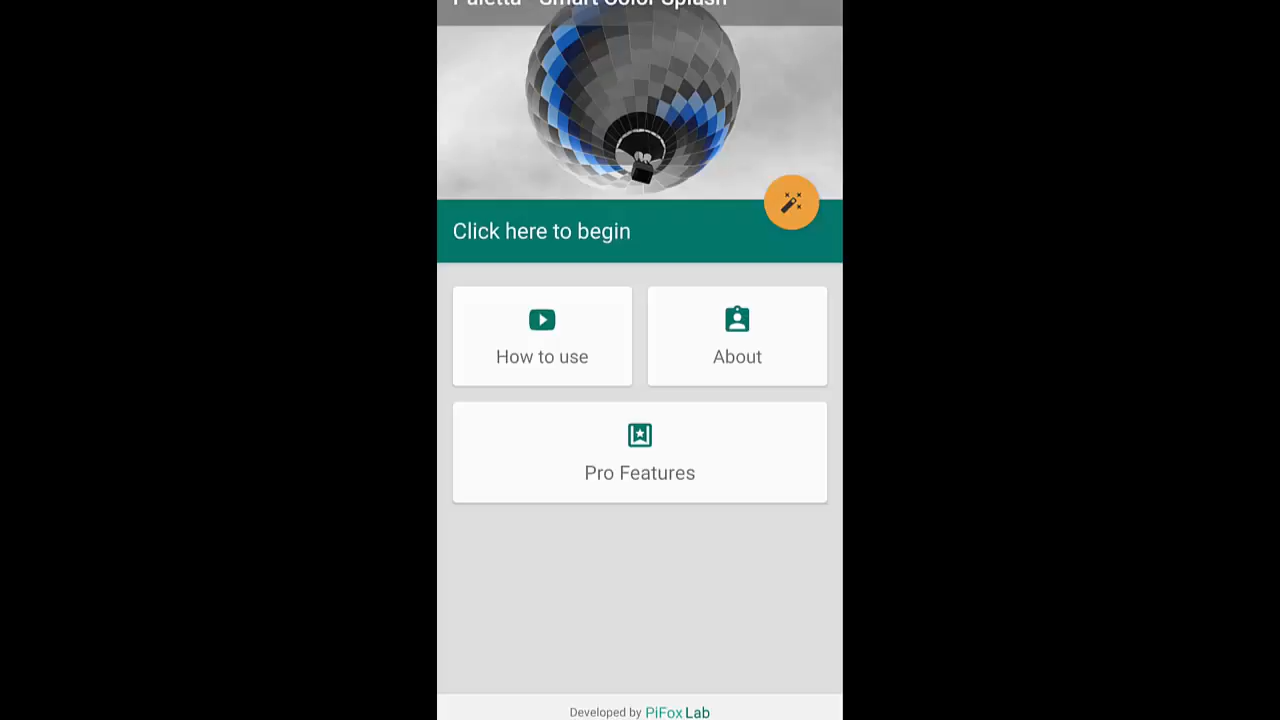 Paletta - Smart Color Splash
Click here to begin
How to use
About
Pro Features
Developed by PiFox Lab